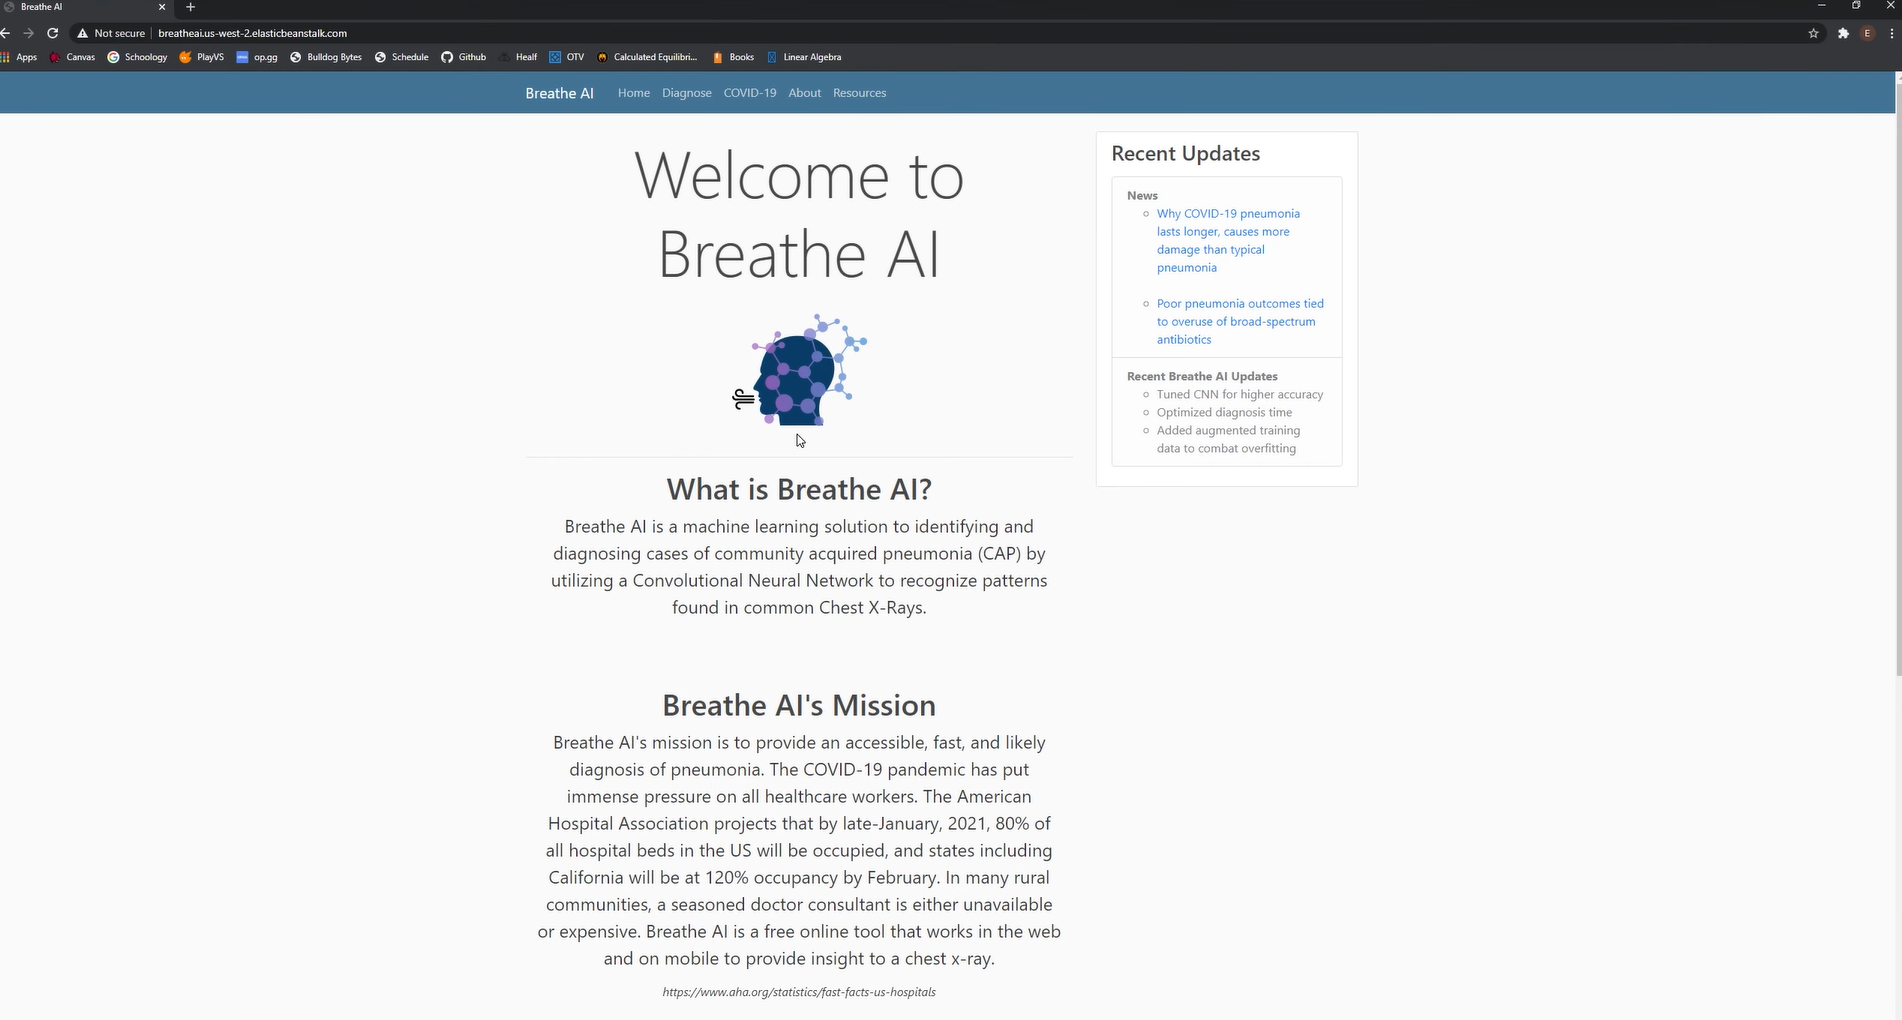 Breathe AI
Not secure
breatheai.us-west-2.elasticbeanstalk.com
E
Apps Canvas Schoology PlayVS op.gg Bulldog Bytes Schedule Github Healf OTV Calculated Equilibri... Books Linear Algebra
Breathe AI Home Diagnose COVID-19 About Resources
Welcome to
Breathe AI
What is Breathe AI?
Breathe AI is a machine learning solution to identifying and
diagnosing cases of community acquired pneumonia (CAP) by
utilizing a Convolutional Neural Network to recognize patterns
found in common Chest X-Rays.
Breathe AI's Mission
Breathe AI's mission is to provide an accessible, fast, and likely
diagnosis of pneumonia. The COVID-19 pandemic has put
immense pressure on all healthcare workers. The American
Hospital Association projects that by late-January, 2021, 80% of
all hospital beds in the US will be occupied, and states including
California will be at 120% occupancy by February. In many rural
communities, a seasoned doctor consultant is either unavailable
or expensive. Breathe AI is a free online tool that works in the web
and on mobile to provide insight to a chest x-ray.
https://www.aha.org/statistics/fast-facts-us-hospitals
Recent Updates
News
Why COVID-19 pneumonia
lasts longer, causes more
damage than typical
pneumonia
Poor pneumonia outcomes tied
to overuse of broad-spectrum
antibiotics
Recent Breathe AI Updates
Tuned CNN for higher accuracy
Optimized diagnosis time
Added augmented training
data to combat overfitting